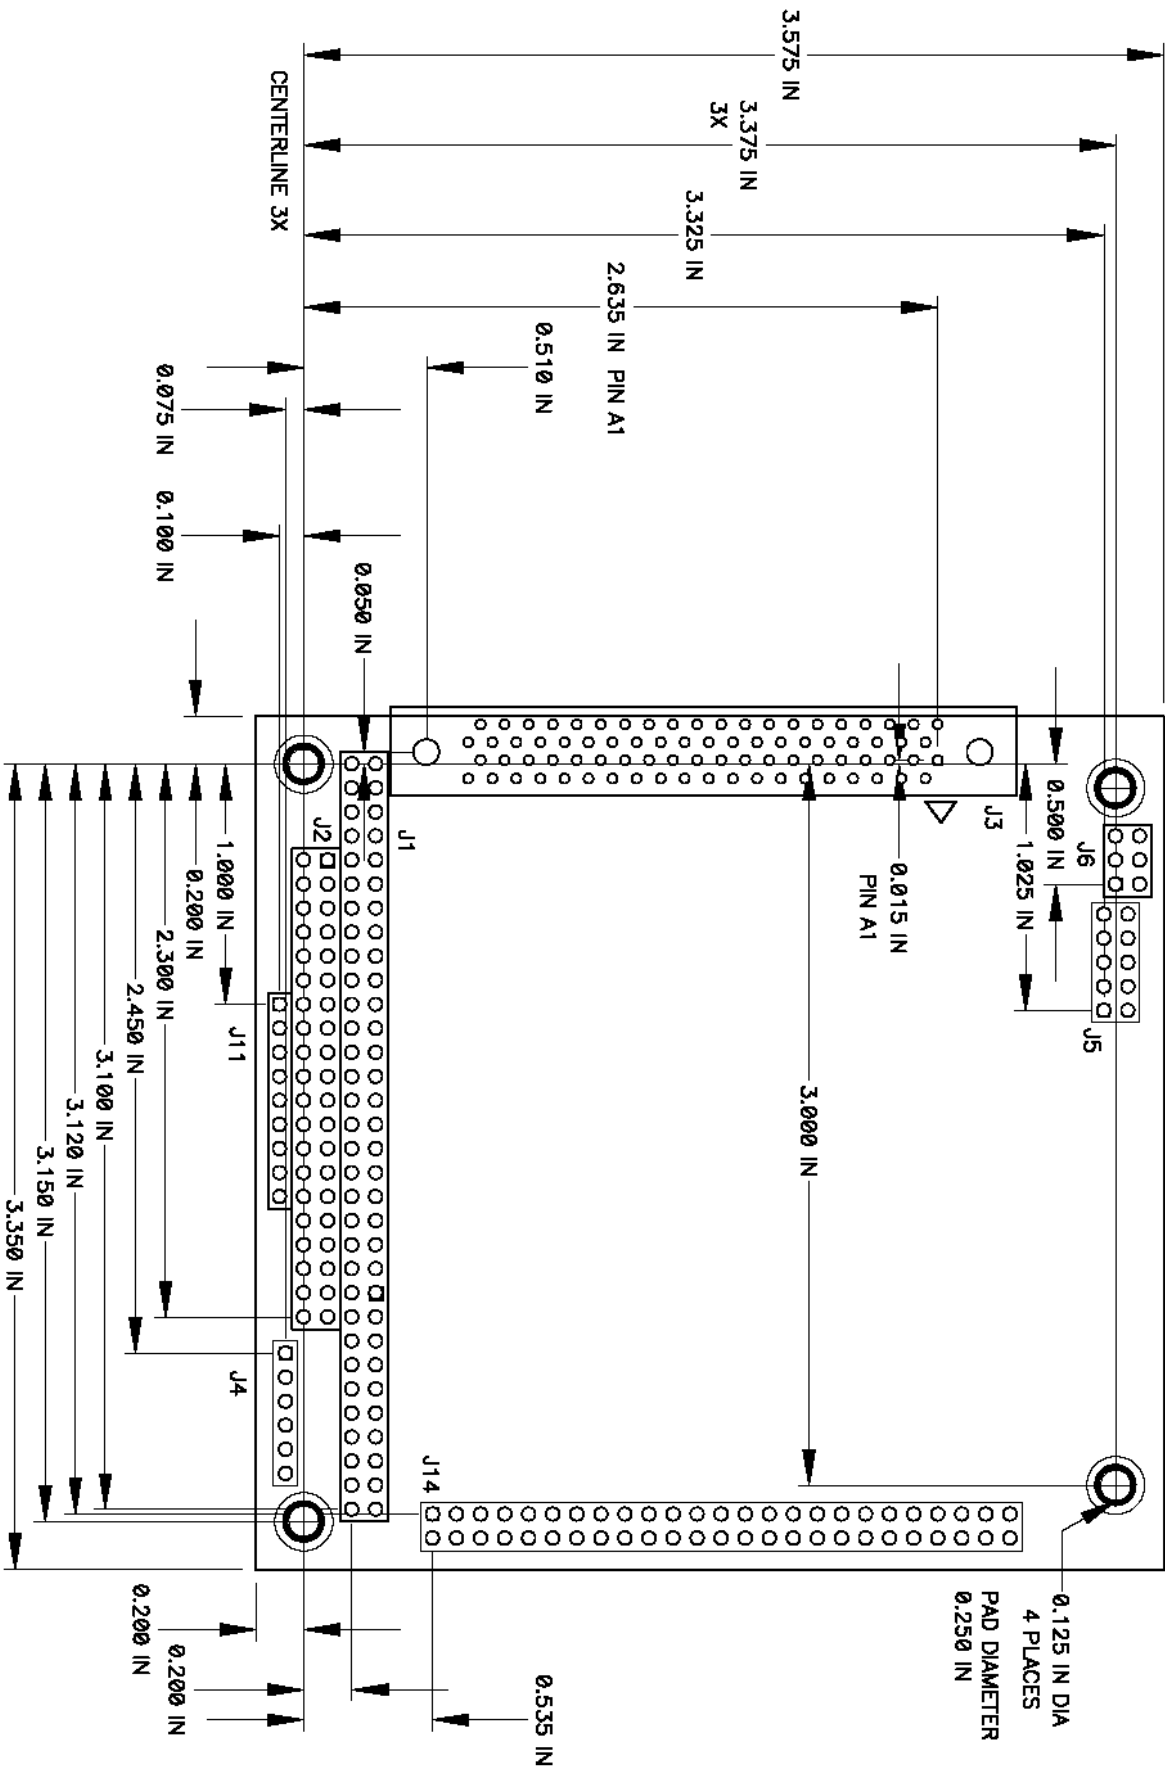 3.575 IN
3.375 IN
3X
3.325 IN
2.635 IN PIN A1
0.510 IN
CENTERLINE 3X
0.075 IN
0.100 IN
0.050 IN
J3
0.500 IN
J6
1.025 IN
J5
0.015 IN
PIN A1
J1
J2
1.000 IN
0.200 IN
2.300 IN
2.450 IN
J11
3.100 IN
3.120 IN
3.150 IN
3.350 IN
3.000 IN
J4
J14
0.125 IN DIA
4 PLACES
PAD DIAMETER
0.250 IN
0.200 IN
0.200 IN
0.535 IN